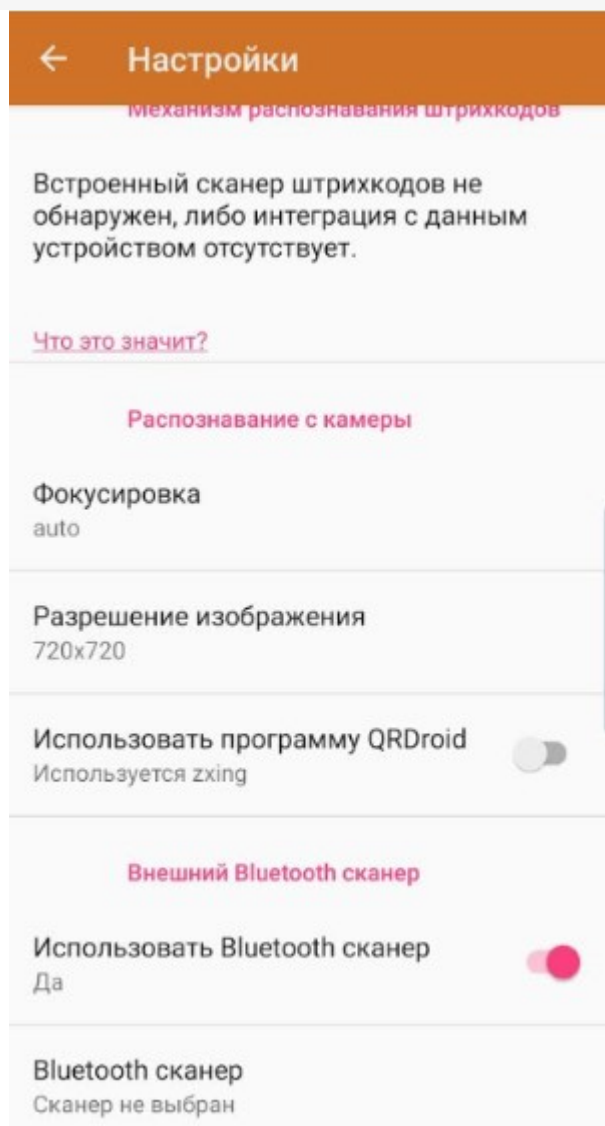 Настройки
Механизм распознавания штрихкодов
Встроенный сканер штрихкодов не
обнаружен, либо интеграция с данным
устройством отсутствует.
Что это значит?
Распознавание с камеры
Фокусировка
auto
Разрешение изображения
720x720
Использовать программу QRDroid
Используется zxing
Внешний Bluetooth сканер
Использовать Bluetooth сканер
Да
Bluetooth сканер
Сканер не выбран